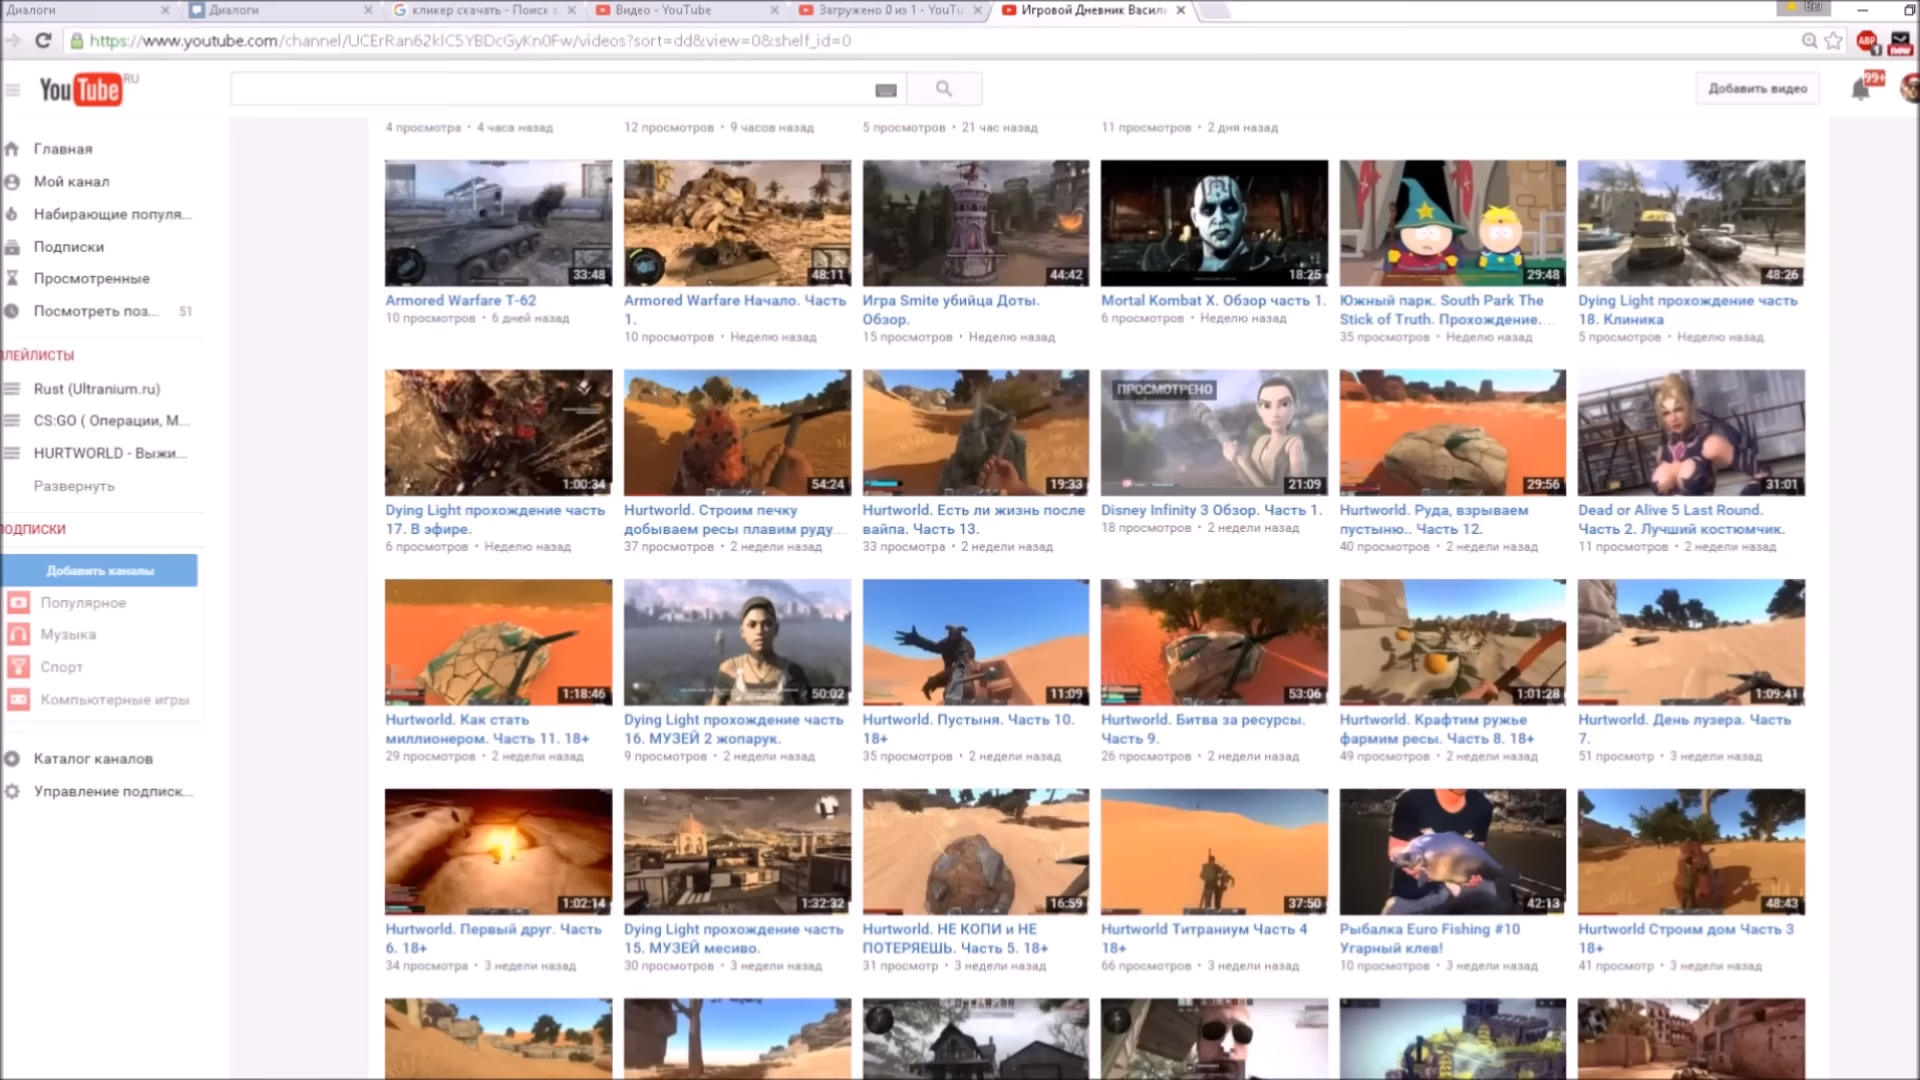 Диалоги
Диалоги
кликер скачать - Поиск
Видео - YouTube
Загружено 0 из 1 - YouTu
Игровой Дневник Васил
Вы
https://www.youtube.com/channel/UCErRan62kIC5YBDcGyKn0Fw/videos?sort=dd&view=0&shelf_id=0
ABP
1
new
YouTube RU
Добавить видео
99+
Главная
Мой канал
Набирающие популя...
Подписки
Просмотренные
Посмотреть поз... 51
ПЛЕЙЛИСТЫ
Rust (Ultranium.ru)
CS:GO ( Операции, М...
HURTWORLD - Выжи...
Развернуть
ПОДПИСКИ
Добавить каналы
Популярное
Музыка
Спорт
Компьютерные игры
Каталог каналов
Управление подписк...
4 просмотра • 4 часа назад
12 просмотров • 9 часов назад
5 просмотров • 21 час назад
11 просмотров • 2 дня назад
33:48
Armored Warfare T-62
10 просмотров • 6 дней назад
48:11
Armored Warfare Начало. Часть
1.
10 просмотров • Неделю назад
44:42
Игра Smite убийца Доты.
Обзор.
15 просмотров • Неделю назад
18:25
Mortal Kombat X. Обзор часть 1.
6 просмотров • Неделю назад
29:48
Южный парк. South Park The
Stick of Truth. Прохождение...
35 просмотров • Неделю назад
48:26
Dying Light прохождение часть
18. Клиника
5 просмотров • Неделю назад
1:00:34
Dying Light прохождение часть
17. В эфире.
6 просмотров • Неделю назад
54:24
Hurtworld. Строим печку
добываем ресы плавим руду...
37 просмотров • 2 недели назад
19:33
Hurtworld. Есть ли жизнь после
вайпа. Часть 13.
33 просмотра • 2 недели назад
ПРОСМОТРЕНО
21:09
Disney Infinity 3 Обзор. Часть 1.
18 просмотров • 2 недели назад
29:56
Hurtworld. Руда, взрываем
пустыню.. Часть 12.
40 просмотров • 2 недели назад
31:01
Dead or Alive 5 Last Round.
Часть 2. Лучший костюмчик.
11 просмотров • 2 недели назад
1:18:46
Hurtworld. Как стать
миллионером. Часть 11. 18+
29 просмотров • 2 недели назад
50:02
Dying Light прохождение часть
16. МУЗЕЙ 2 жопарук.
9 просмотров • 2 недели назад
11:09
Hurtworld. Пустыня. Часть 10.
18+
35 просмотров • 2 недели назад
53:06
Hurtworld. Битва за ресурсы.
Часть 9.
26 просмотров • 2 недели назад
1:01:28
Hurtworld. Крафтим ружье
фармим ресы. Часть 8. 18+
49 просмотров • 2 недели назад
1:09:41
Hurtworld. День лузера. Часть
7.
51 просмотр • 3 недели назад
1:02:14
Hurtworld. Первый друг. Часть
6. 18+
34 просмотра • 3 недели назад
1:32:32
Dying Light прохождение часть
15. МУЗЕЙ месиво.
30 просмотров • 3 недели назад
16:59
Hurtworld. НЕ КОПИ и НЕ
ПОТЕРЯЕШЬ. Часть 5. 18+
31 просмотр • 3 недели назад
37:50
Hurtworld Титраниум Часть 4
18+
66 просмотров • 3 недели назад
42:13
Рыбалка Euro Fishing #10
Угарный клев!
10 просмотров • 3 недели назад
48:43
Hurtworld Строим дом Часть 3
18+
41 просмотр • 3 недели назад